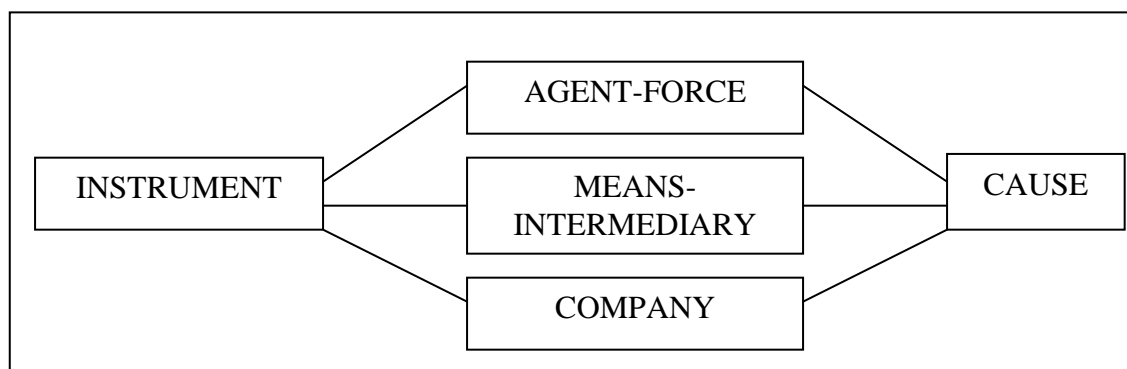 AGENT-FORCE
INSTRUMENT
MEANS-
INTERMEDIARY
CAUSE
COMPANY